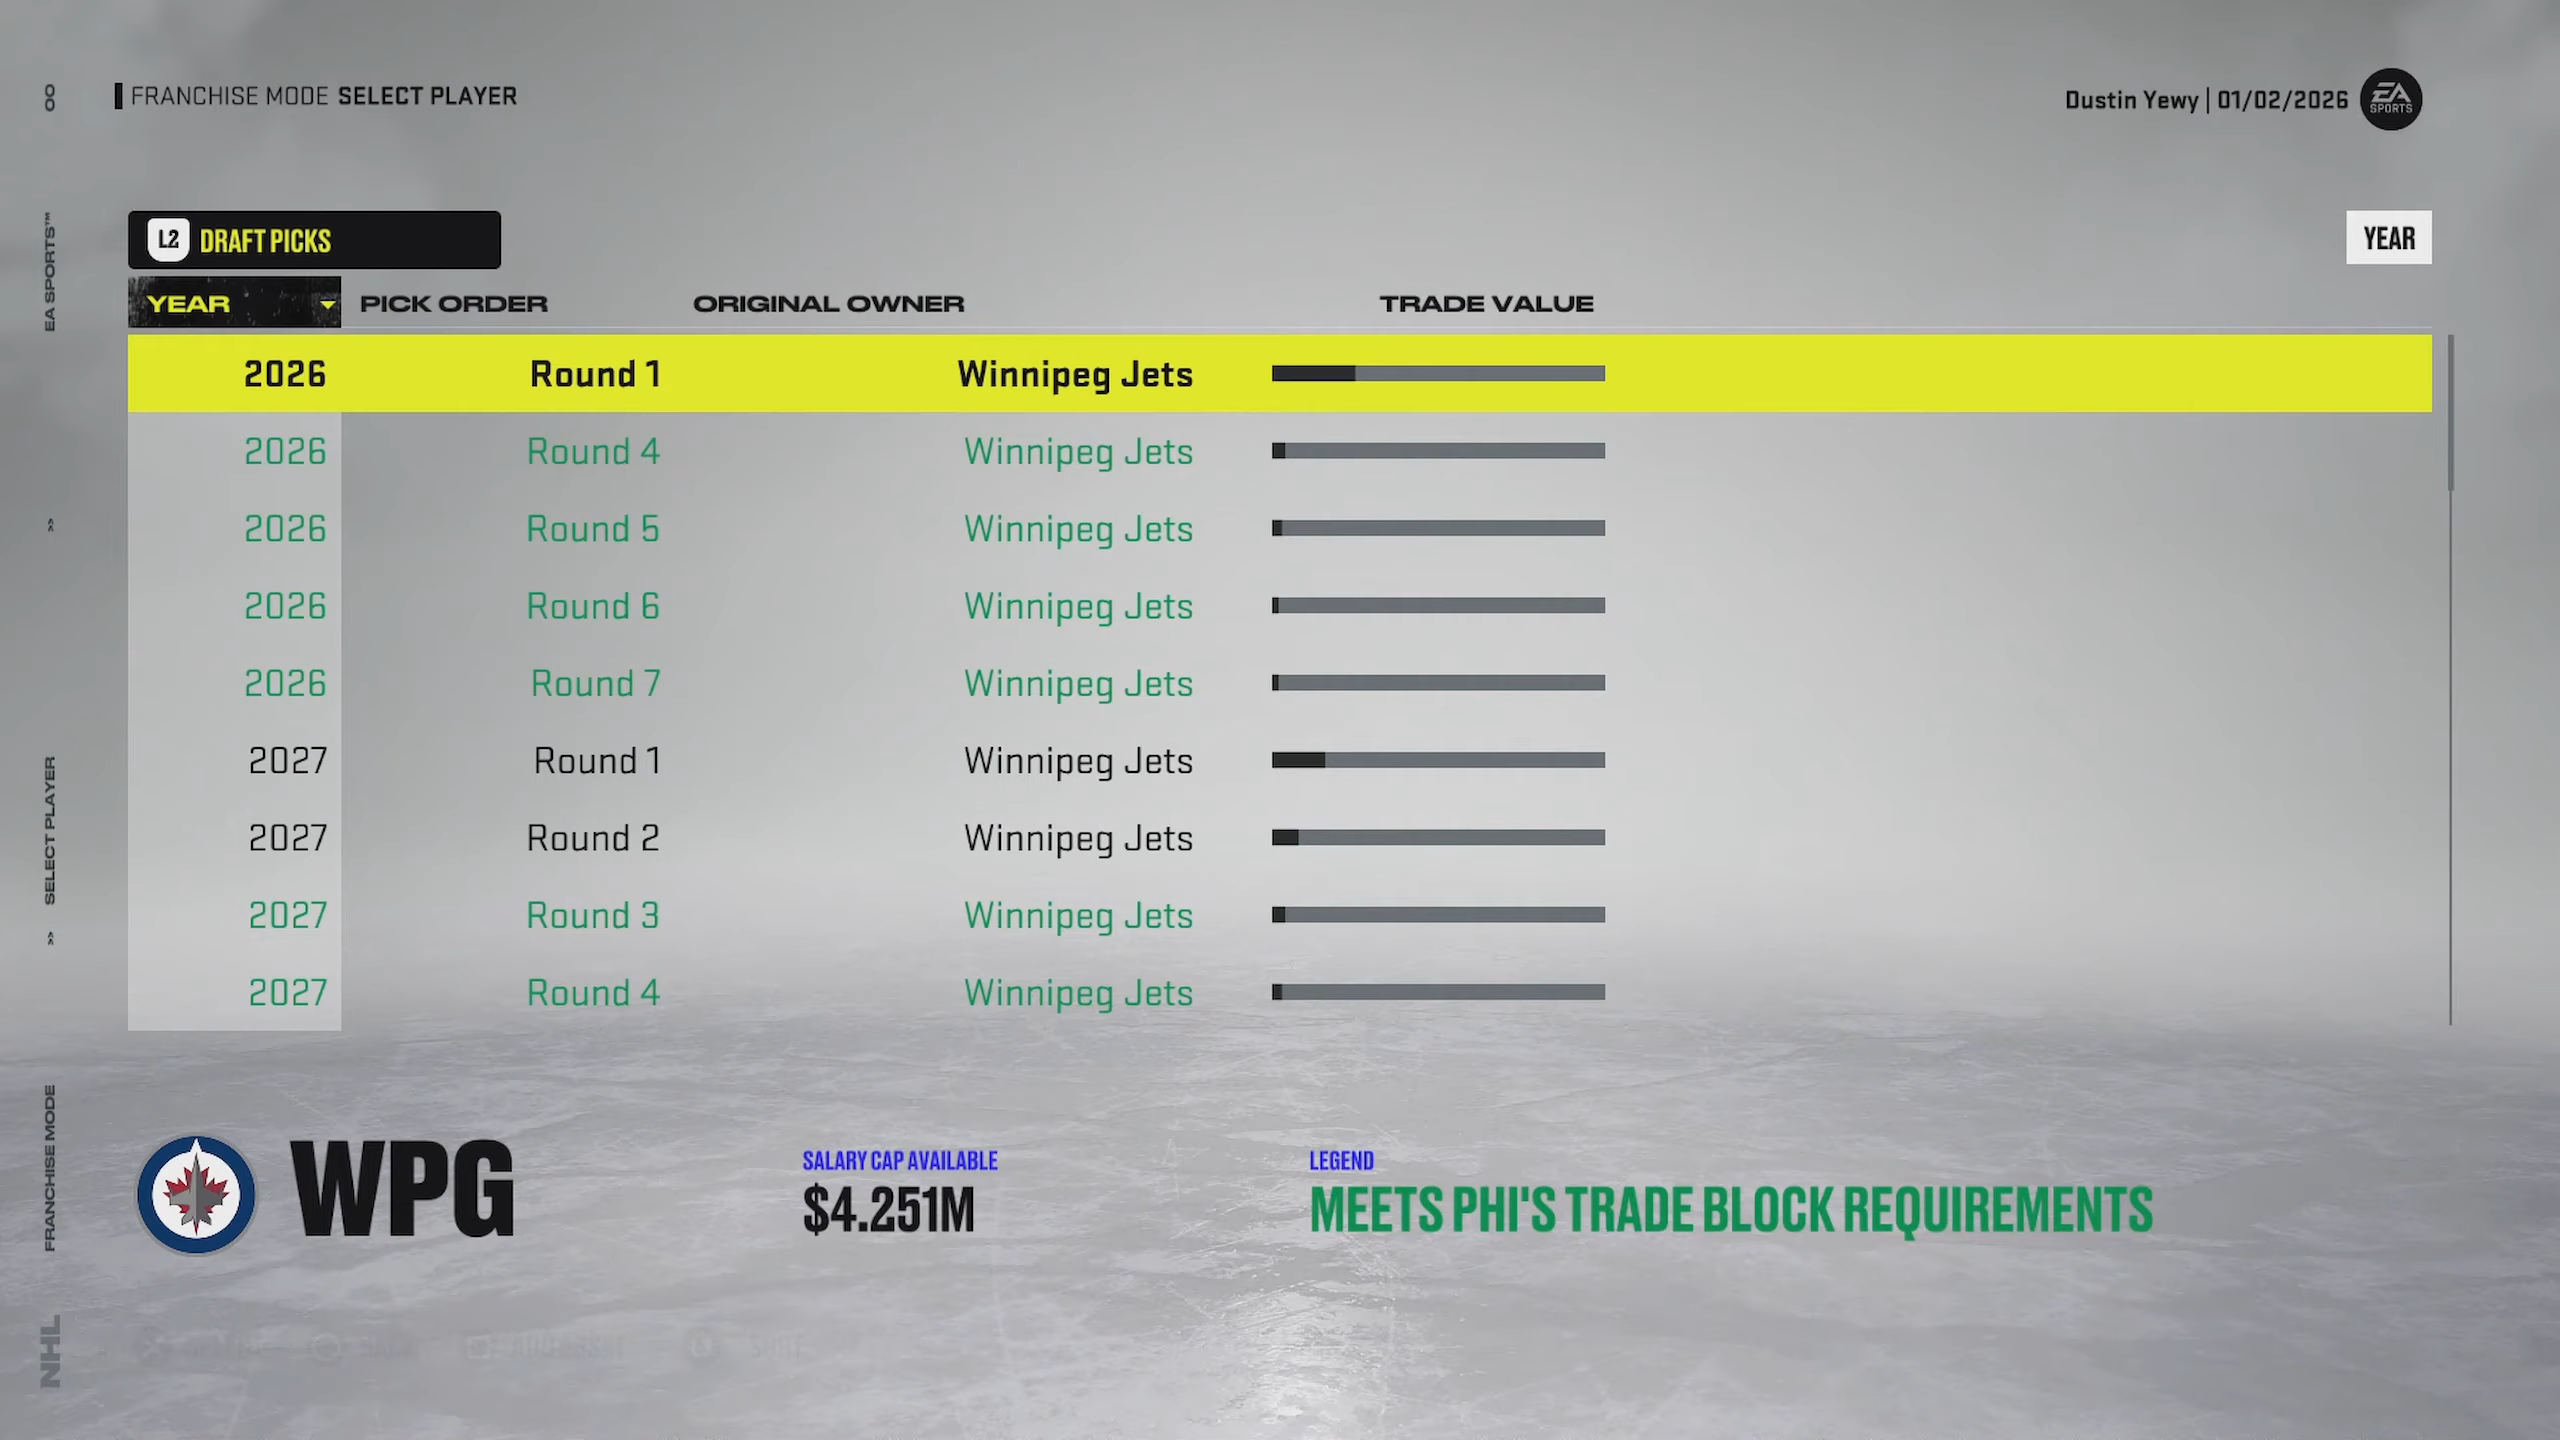 FRANCHISE MODE SELECT PLAYER
Dustin Yewy | 01/02/2026
EA SPORTS
L2 DRAFT PICKS
YEAR
YEAR PICK ORDER ORIGINAL OWNER TRADE VALUE
2026 Round 1 Winnipeg Jets
2026 Round 4 Winnipeg Jets
2026 Round 5 Winnipeg Jets
2026 Round 6 Winnipeg Jets
2026 Round 7 Winnipeg Jets
2027 Round 1 Winnipeg Jets
2027 Round 2 Winnipeg Jets
2027 Round 3 Winnipeg Jets
2027 Round 4 Winnipeg Jets
WPG
SALARY CAP AVAILABLE
$4.251M
LEGEND
MEETS PHI'S TRADE BLOCK REQUIREMENTS
NHL FRANCHISE MODE >> SELECT PLAYER >> EA SPORTS™